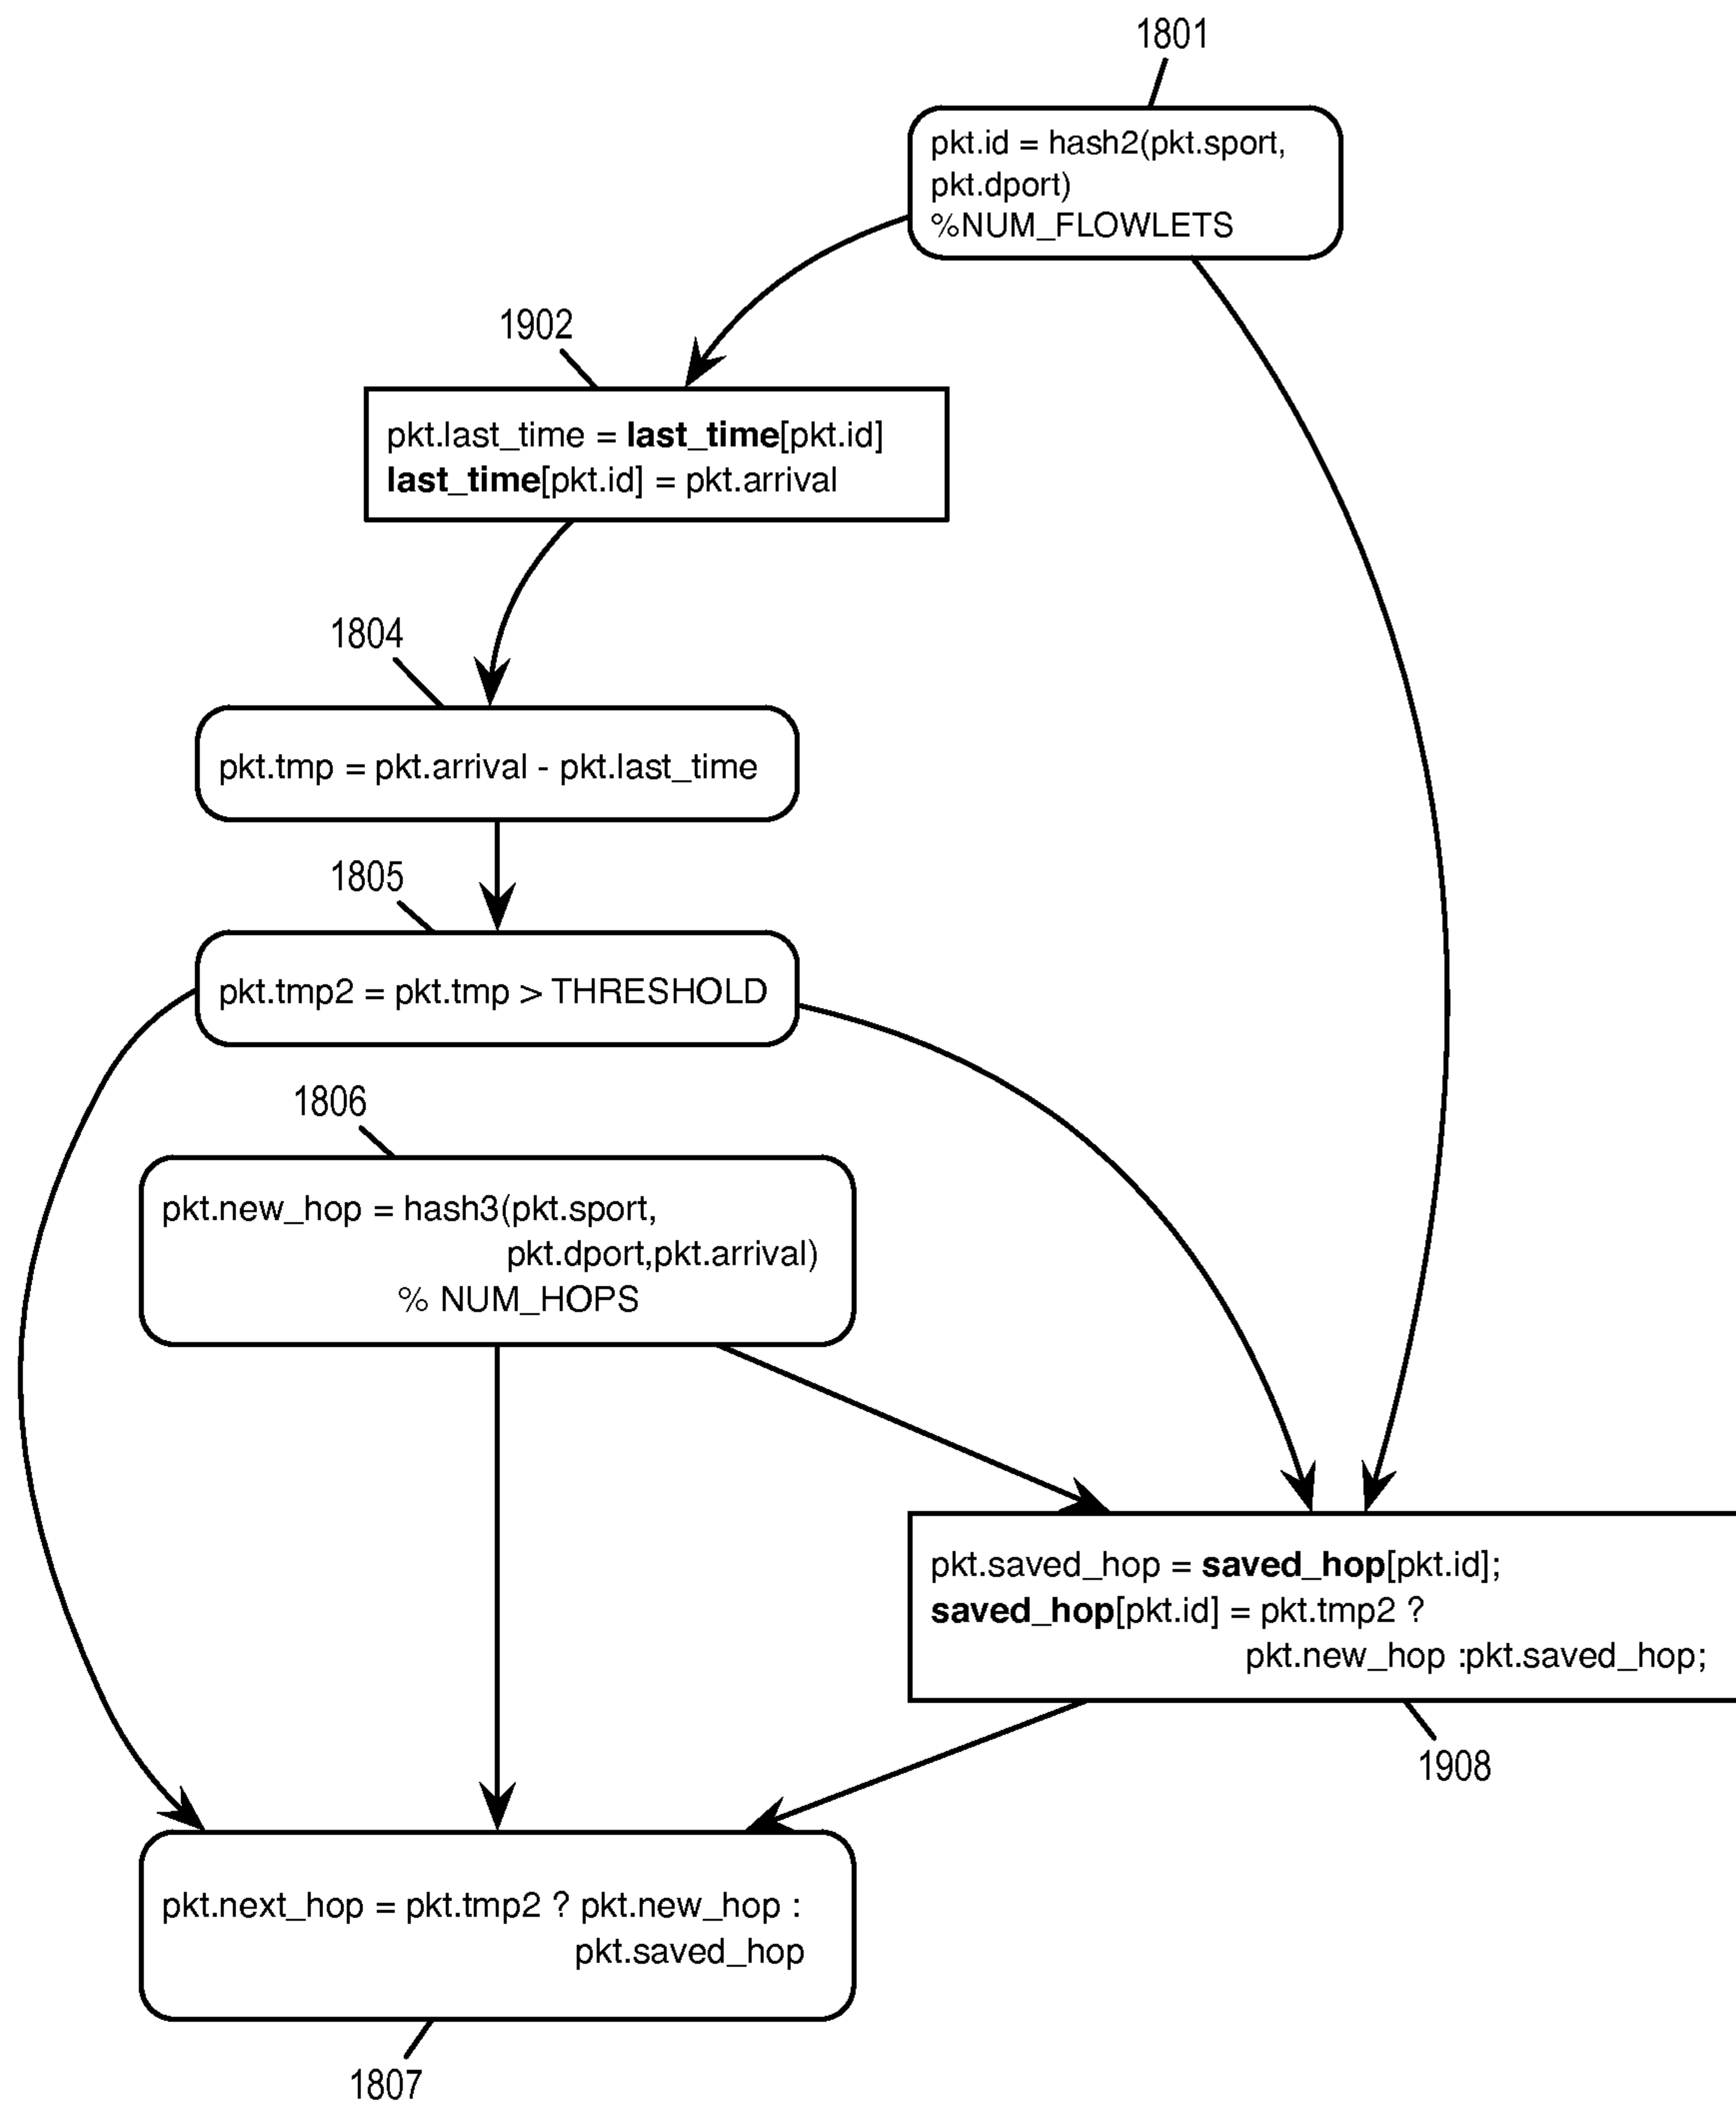 1801
pkt.id = hash2(pkt.sport,
pkt.dport)
%NUM_FLOWLETS
1902
pkt.last_time = last_time[pkt.id]
last_time[pkt.id] = pkt.arrival
1804
pkt.tmp = pkt.arrival - pkt.last_time
1805
pkt.tmp2 = pkt.tmp > THRESHOLD
1806
pkt.new_hop = hash3(pkt.sport,
pkt.dport,pkt.arrival)
% NUM_HOPS
pkt.saved_hop = saved_hop[pkt.id];
saved_hop[pkt.id] = pkt.tmp2 ?
pkt.new_hop :pkt.saved_hop;
1908
pkt.next_hop = pkt.tmp2 ? pkt.new_hop :
pkt.saved_hop
1807